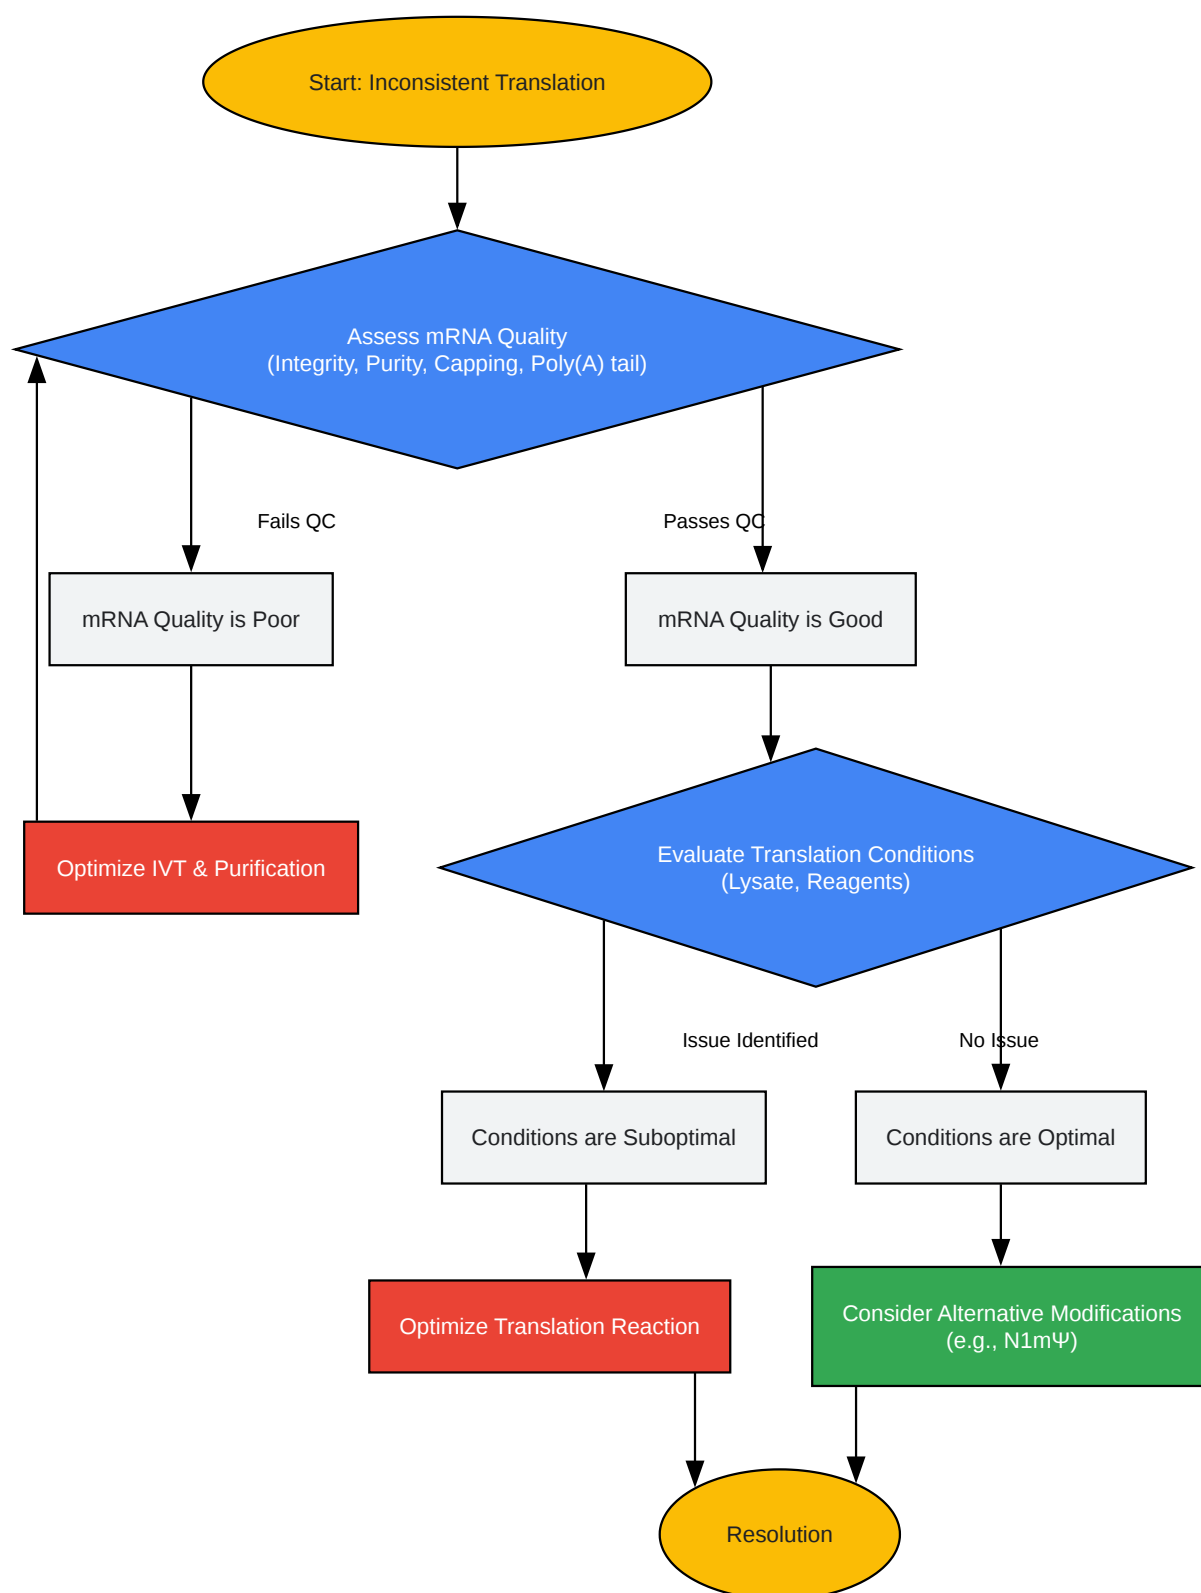 Start: Inconsistent Translation
Assess mRNA Quality
(Integrity, Purity, Capping, Poly(A) tail)
Fails QC
Passes QC
mRNA Quality is Poor
mRNA Quality is Good
Optimize IVT & Purification
Evaluate Translation Conditions
(Lysate, Reagents)
Issue Identified
No Issue
Conditions are Suboptimal
Conditions are Optimal
Optimize Translation Reaction
Consider Alternative Modifications
(e.g., N1mΨ)
Resolution